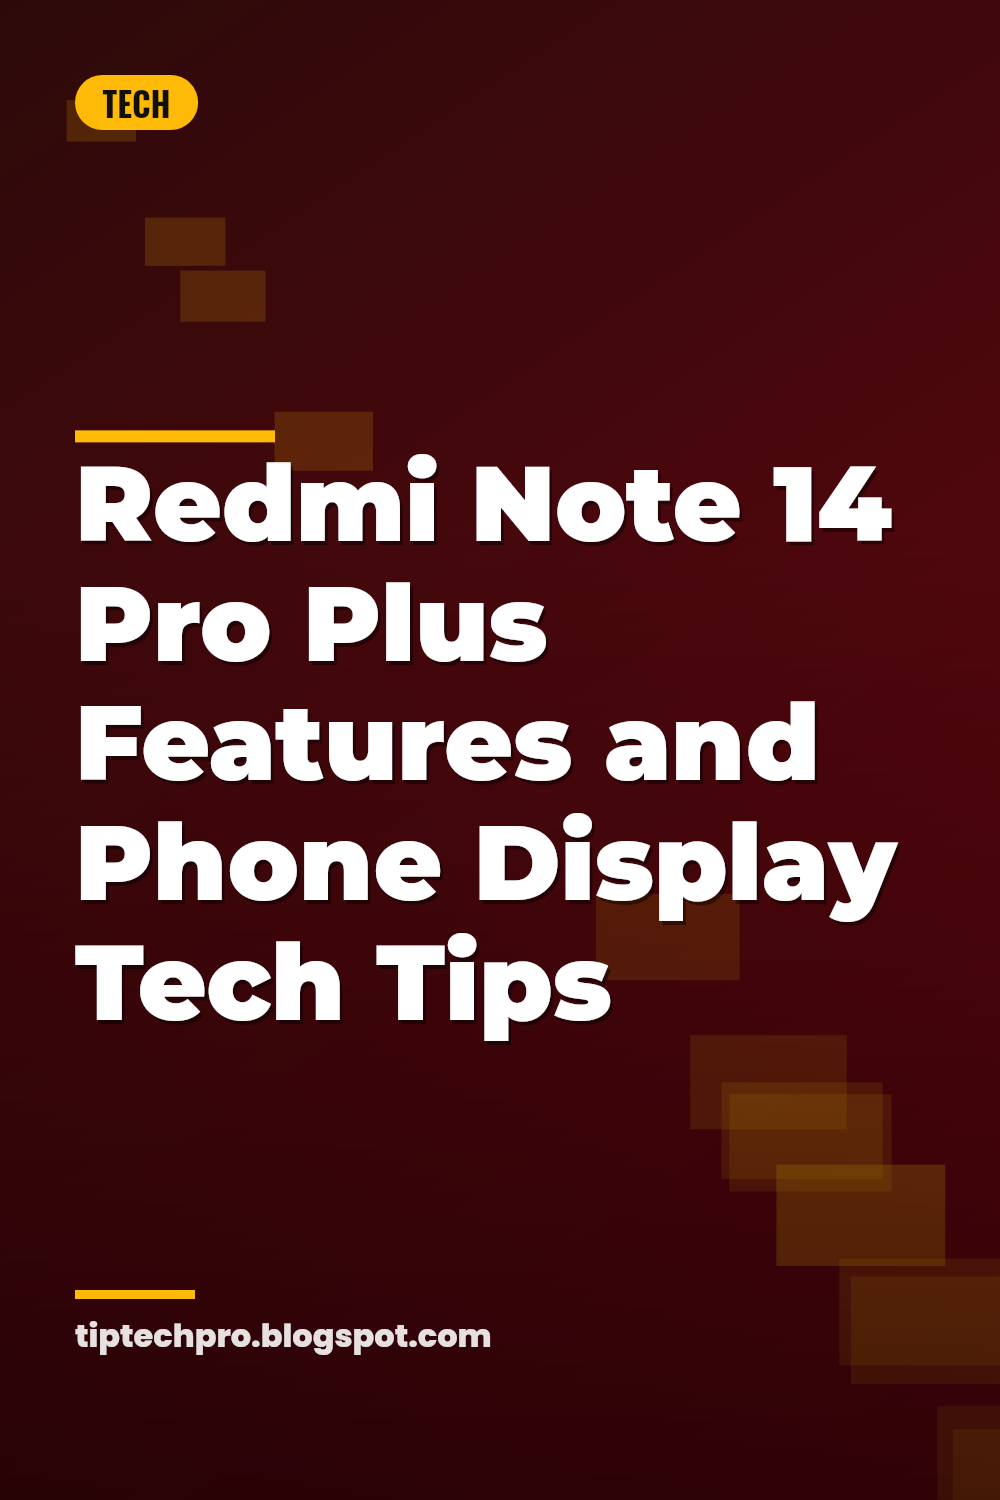 TECH
Redmi Note 14
Pro Plus
Features and
Phone Display
Tech Tips
tiptechpro.blogspot.com